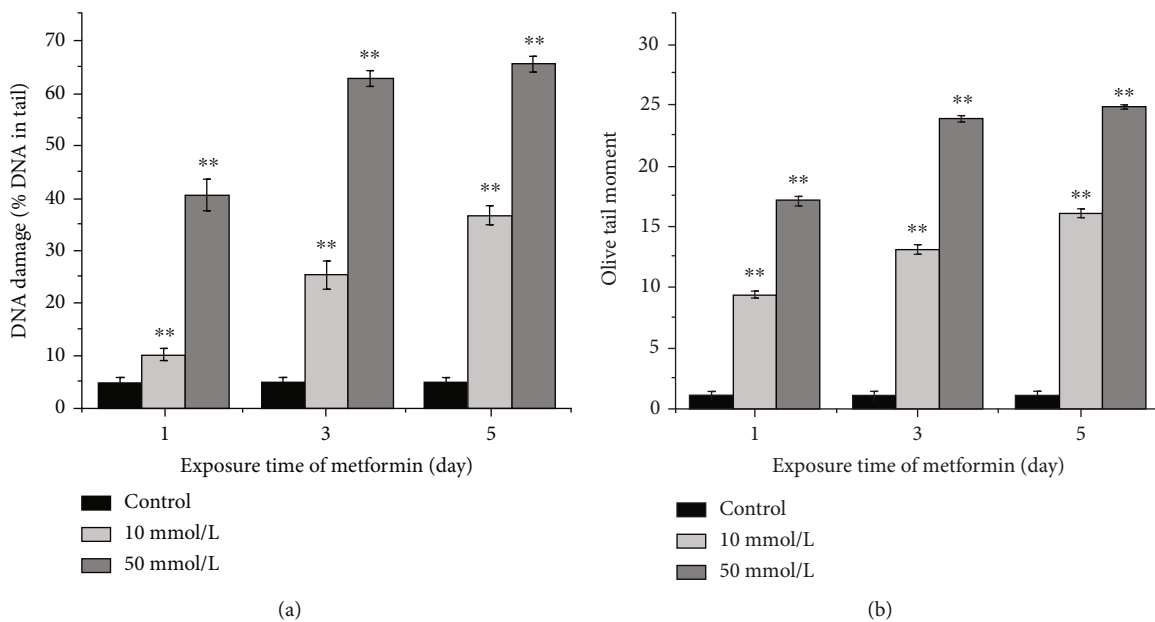 DNA damage (% DNA in tail)
70
60
50
40
30
20
10
0
**
**
**
**
**
**
1
3
5
Exposure time of metformin (day)
Control
10 mmol/L
50 mmol/L
(a)
Olive tail moment
30
25
20
15
10
5
0
**
**
**
**
**
**
1
3
5
Exposure time of metformin (day)
Control
10 mmol/L
50 mmol/L
(b)